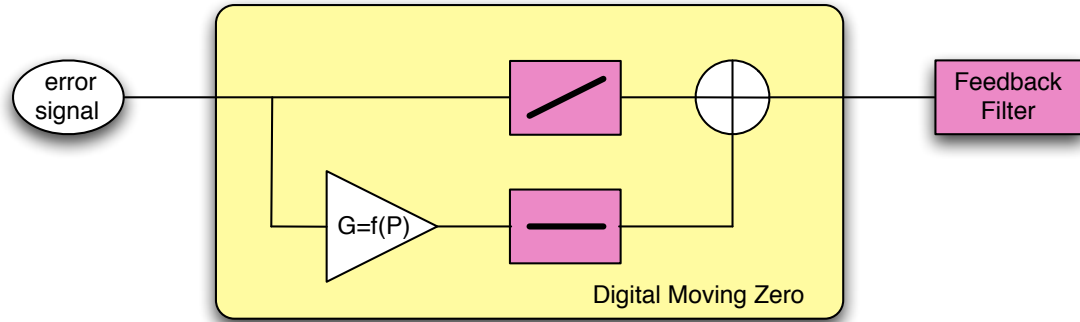 error
signal
Feedback
Filter
G=f(P)
Digital Moving Zero